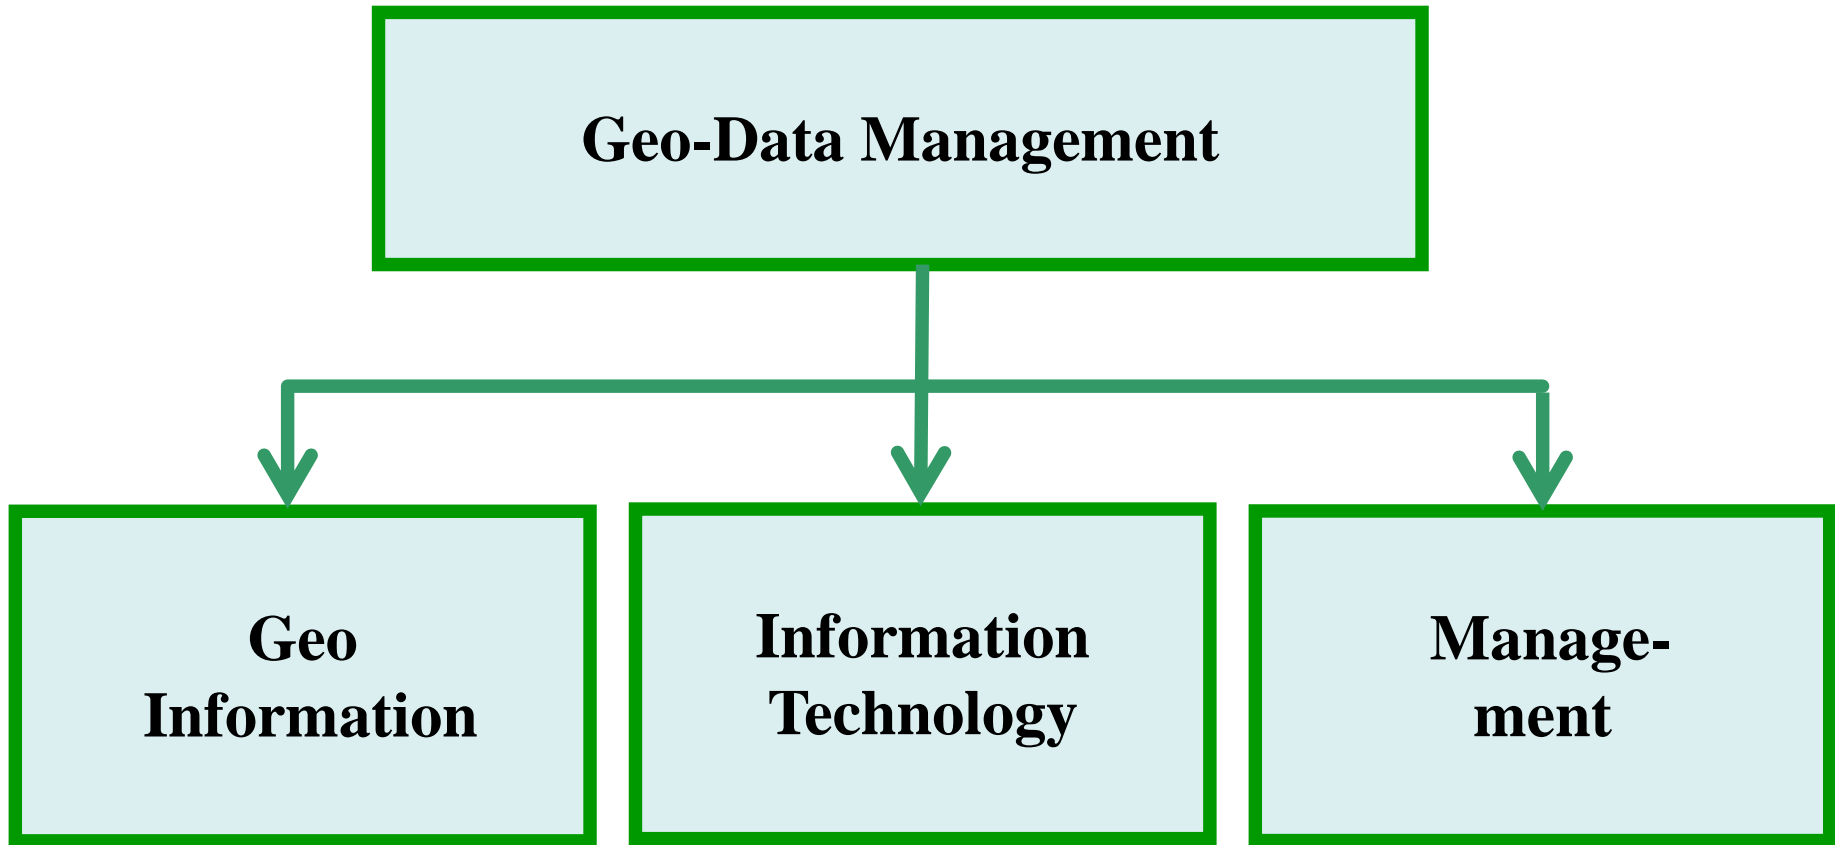 Geo-Data Management
Geo
Information
Information
Technology
Manage-
ment